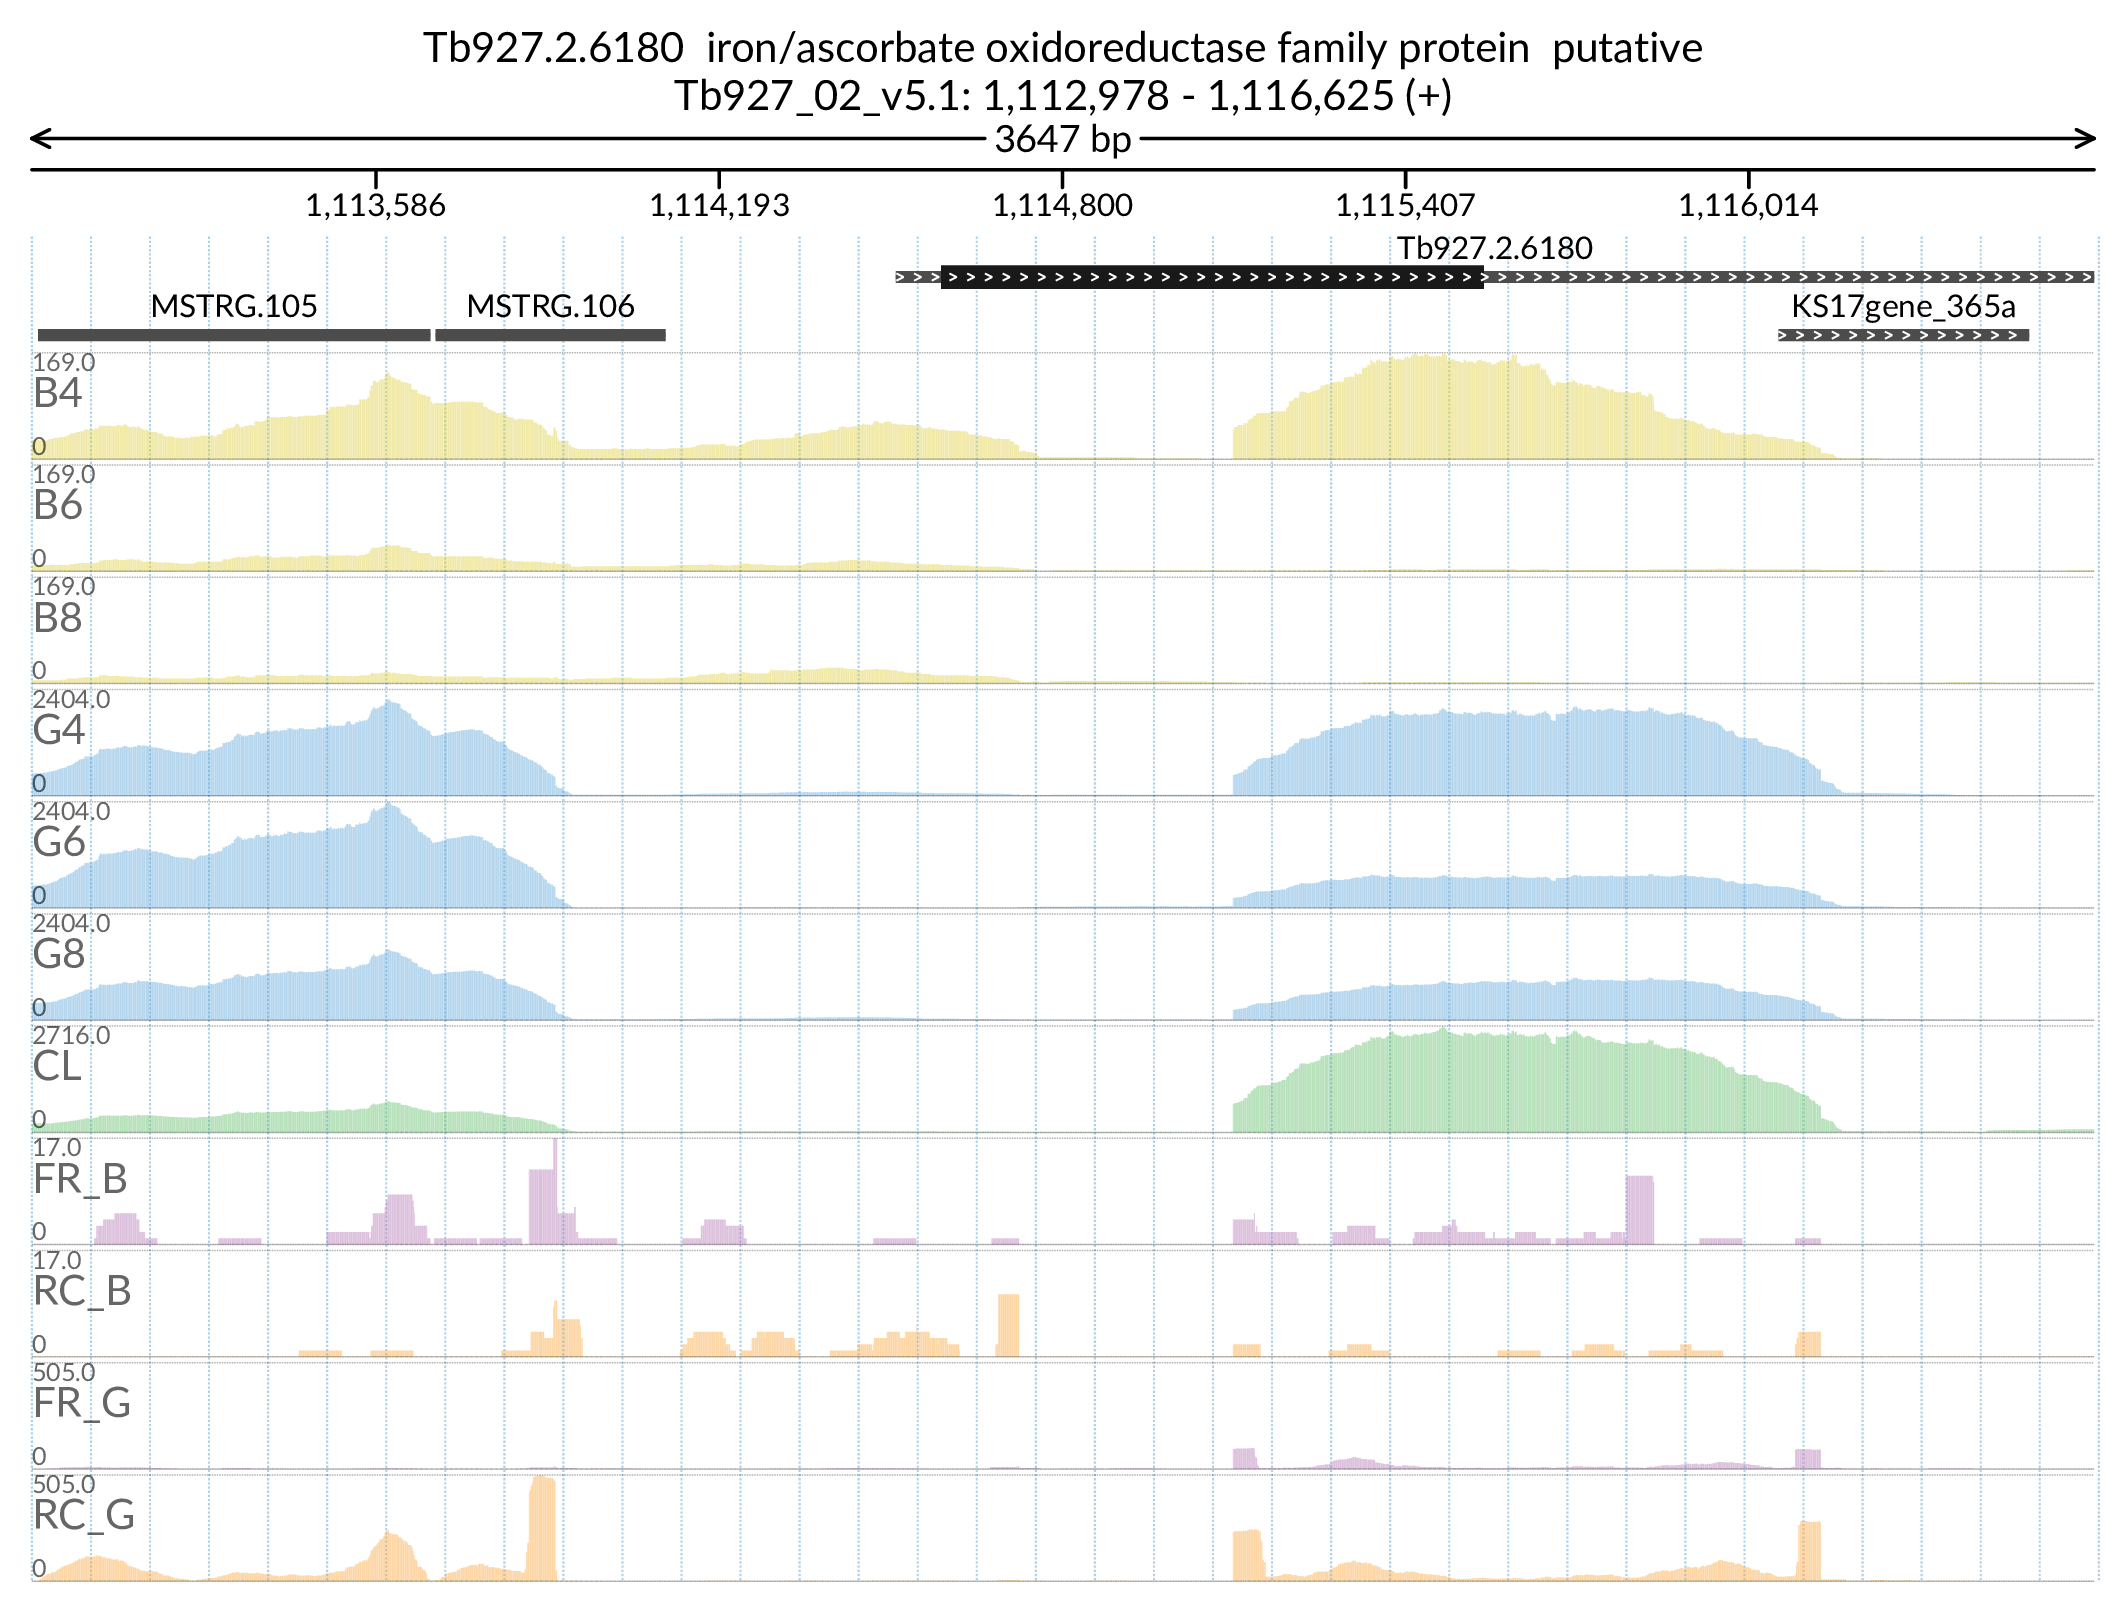 Tb927.2.6180 iron/ascorbate oxidoreductase family protein putative
Tb927_02_v5.1: 1,112,978 - 1,116,625 (+)
3647 bp
1,113,586 1,114,193 1,114,800 1,115,407 1,116,014
Tb927.2.6180
MSTRG.105 MSTRG.106 KS17gene_365a
169.0
B4
0
169.0
B6
0
169.0
B8
0
2404.0
G4
0
2404.0
G6
0
2404.0
G8
0
2716.0
CL
0
17.0
FR_B
0
17.0
RC_B
0
505.0
FR_G
0
505.0
RC_G
0